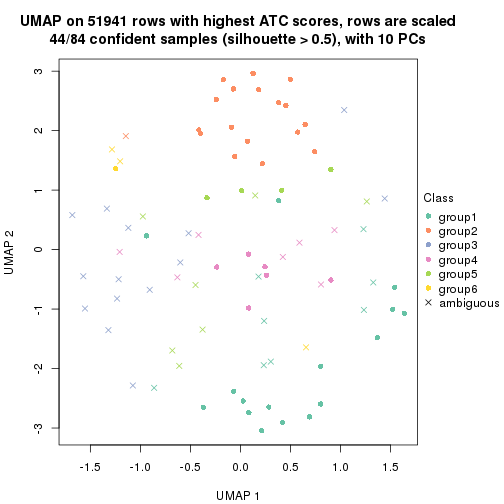 UMAP on 51941 rows with highest ATC scores, rows are scaled
44/84 confident samples (silhouette > 0.5), with 10 PCs
3
2
1
0
-1
-2
-3
UMAP 2
-1.5
-1.0
-0.5
0.0
0.5
1.0
1.5
UMAP 1
Class
group1
group2
group3
group4
group5
group6
ambiguous